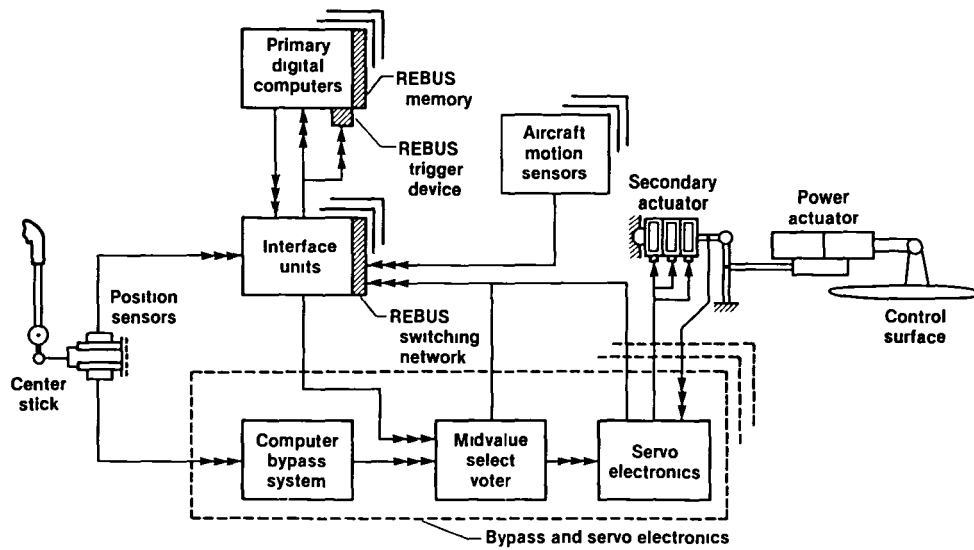 Primary
digital
computers
REBUS
memory
REBUS
trigger
device
Aircraft
motion
sensors
Secondary
actuator
Power
actuator
Interface
units
Position
sensors
REBUS
switching
network
Control
surface
Center
stick
Computer
bypass
system
Midvalue
select
voter
Servo
electronics
Bypass and servo electronics